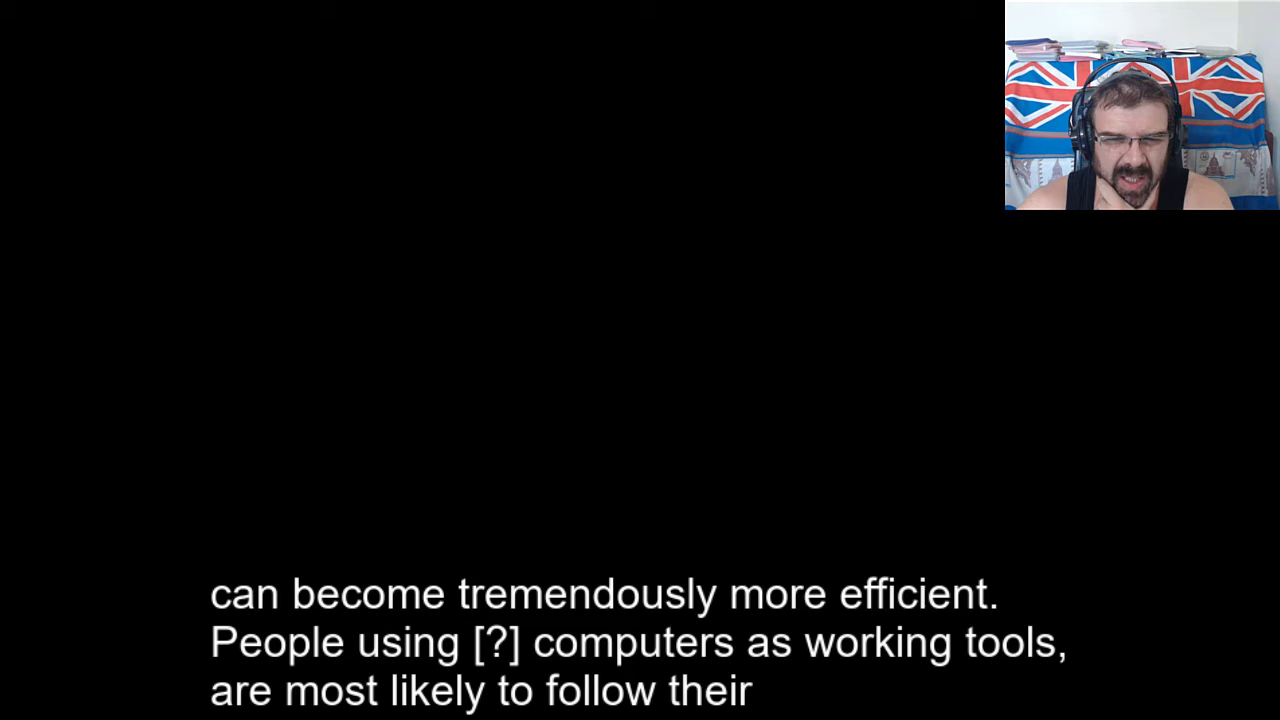 can become tremendously more efficient.
People using [?] computers as working tools,
are most likely to follow their